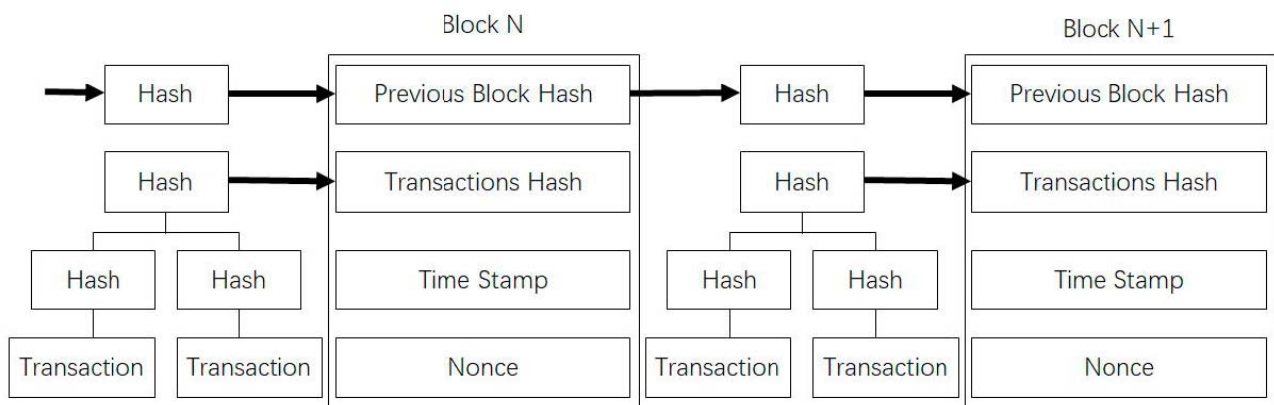 Block N
Block N+1
Hash
Previous Block Hash
Hash
Previous Block Hash
Hash
Transactions Hash
Hash
Transactions Hash
Hash
Hash
Time Stamp
Hash
Hash
Time Stamp
Transaction
Transaction
Nonce
Transaction
Transaction
Nonce